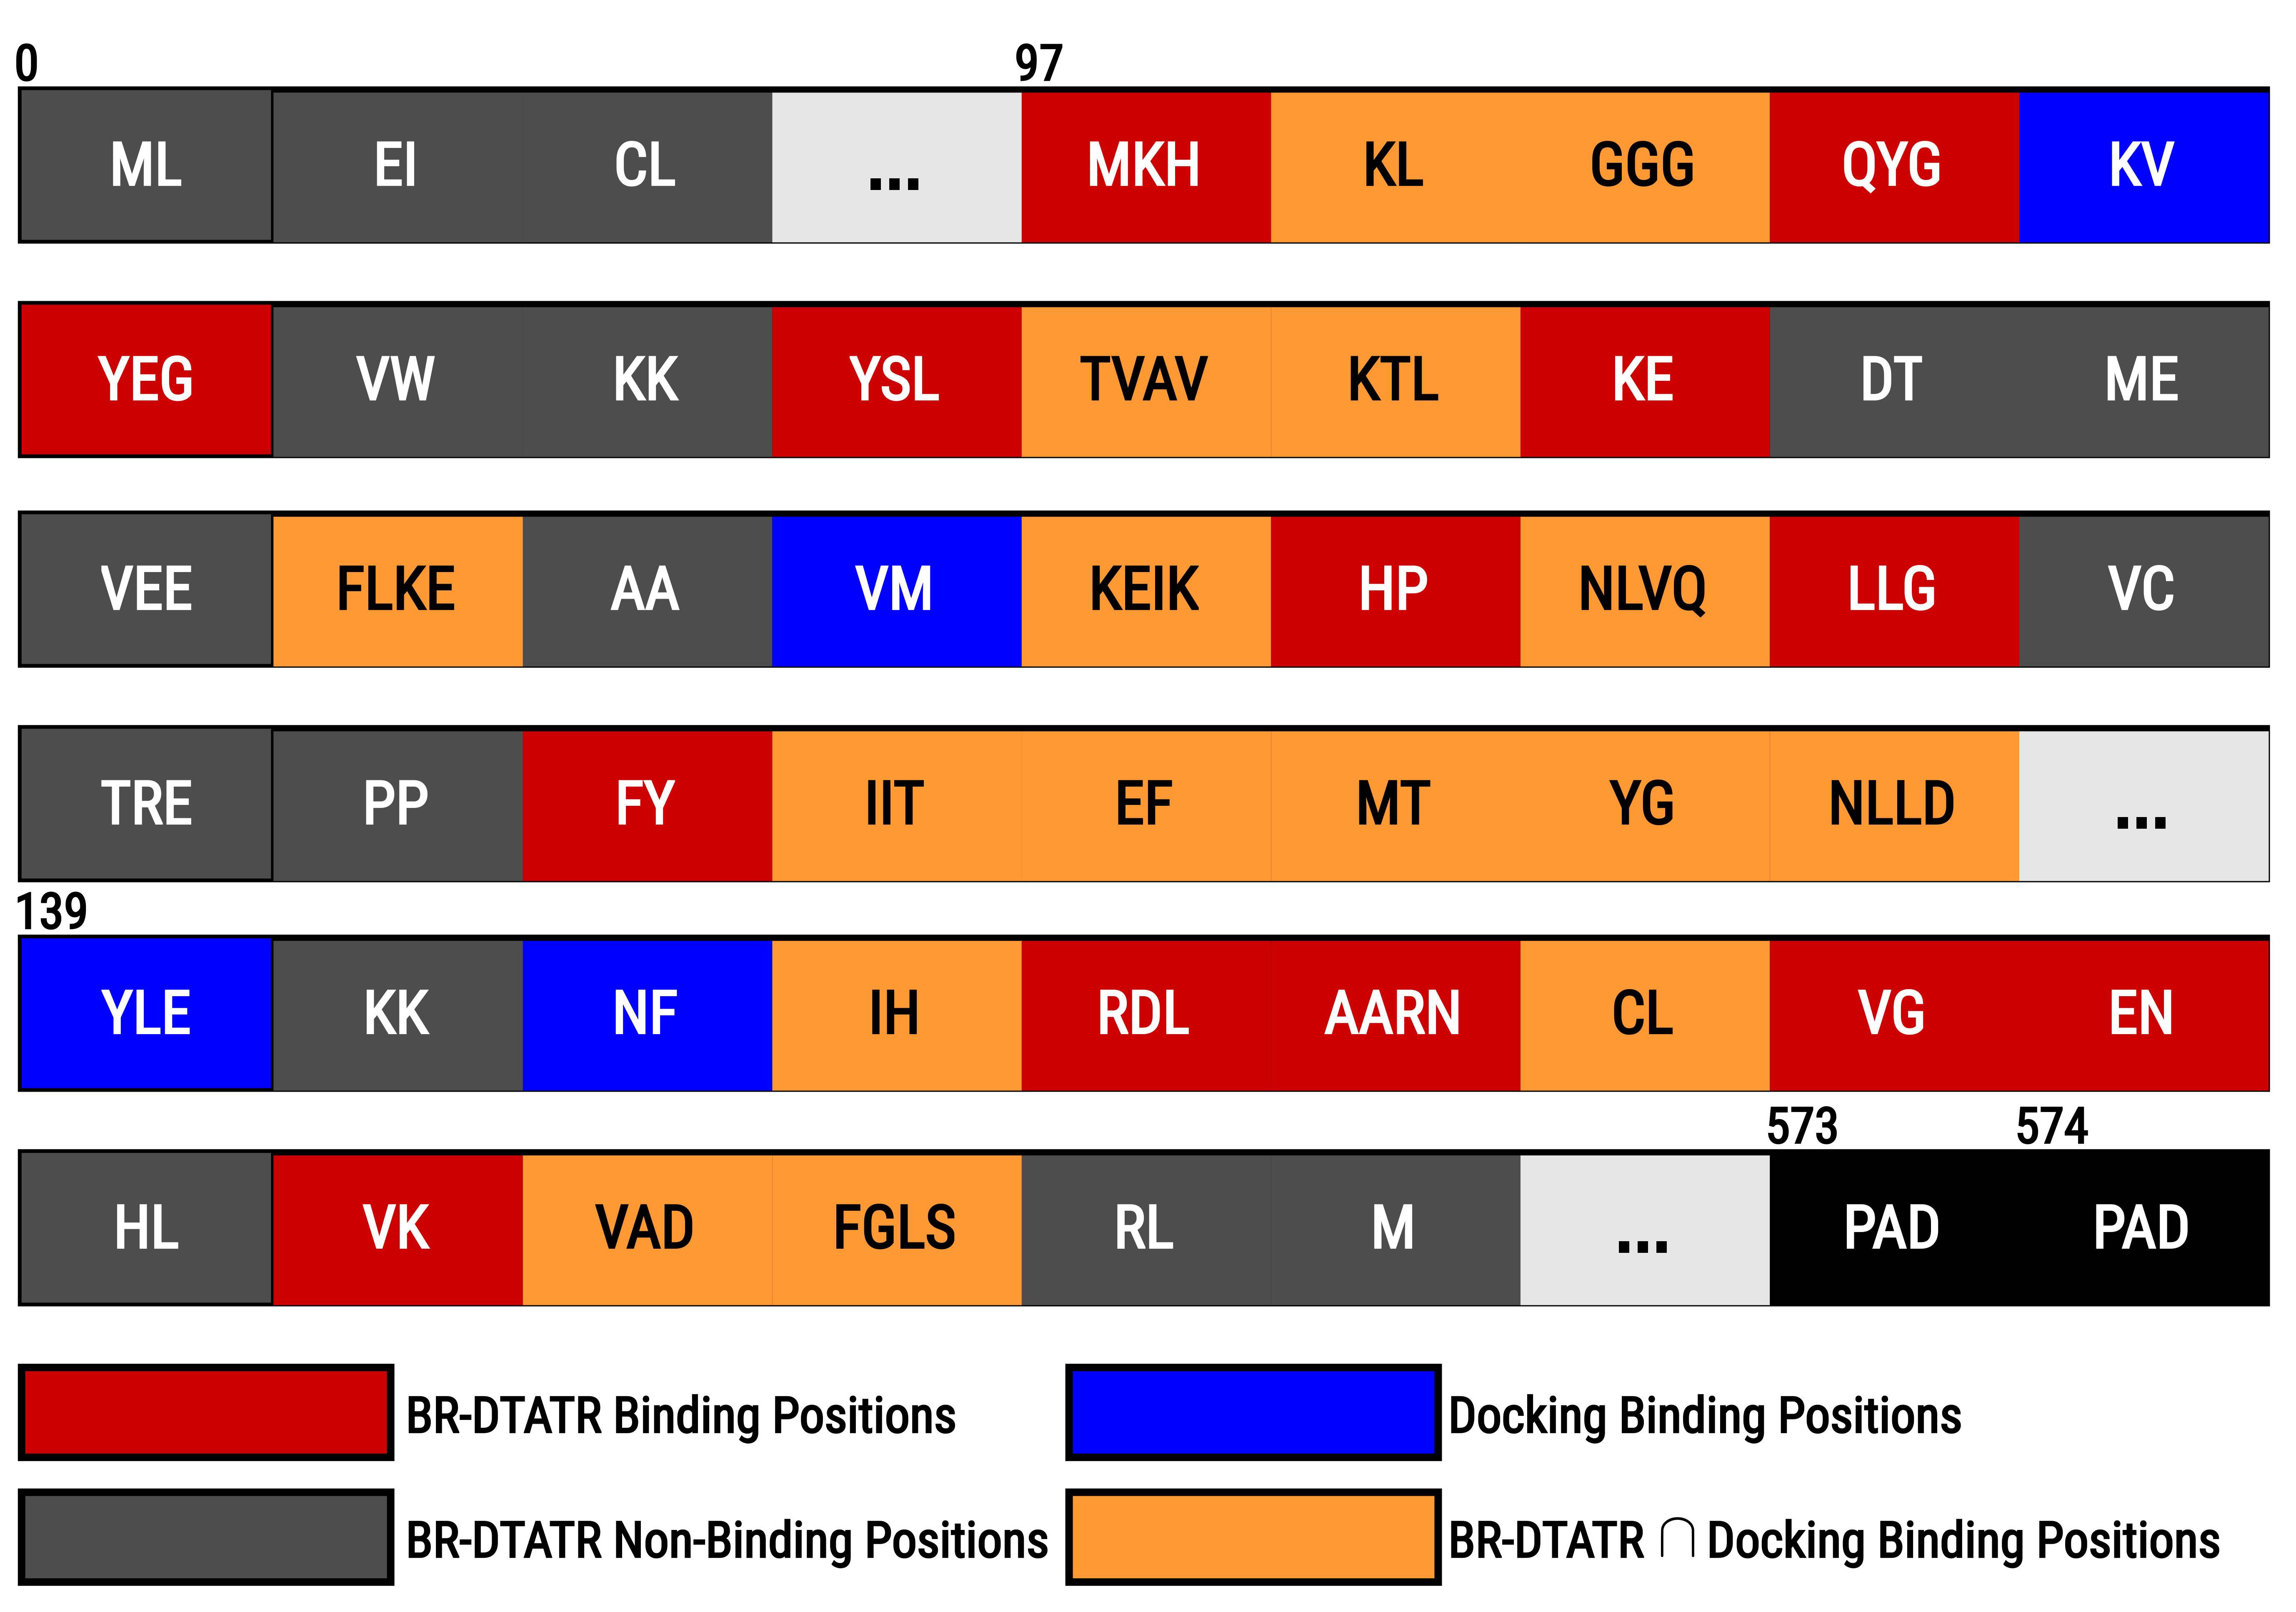 0 97
ML EI CL ... MKH KL GGG QYG KV
YEG VW KK YSL TVAV KTL KE DT ME
VEE FLKE AA VM KEIK HP NLVQ LLG VC
TRE PP FY IIT EF MT YG NLLD ...
139
YLE KK NF IH RDL AARN CL VG EN
573 574
HL VK VAD FGLS RL M ... PAD PAD
BR-DTATR Binding Positions Docking Binding Positions
BR-DTATR Non-Binding Positions BR-DTATR ∩ Docking Binding Positions